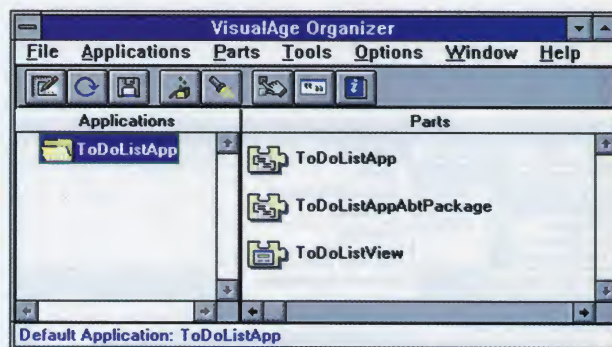 VisualAge Organizer
File Applications Parts Tools Options Window Help
Applications
Parts
ToDoListApp
ToDoListApp
ToDoListAppAbtPackage
ToDoListView
Default Application: ToDoListApp